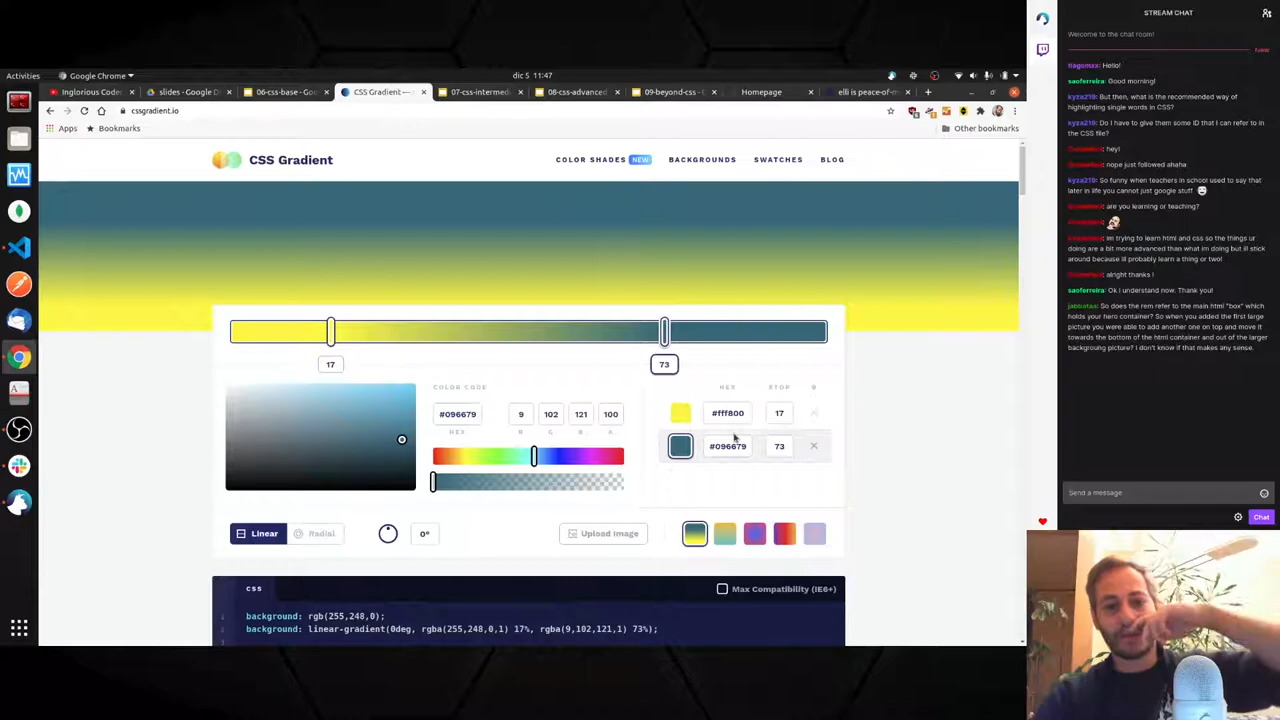 Activities
Google Chrome
dic 5 11:47
Inglorious Coder
slides - Google D
06-css-base - Goo
CSS Gradient
07-css-intermed
08-css-advanced
09-beyond-css - 
Homepage
elli is peace-of-m
cssgradient.io
Apps
Bookmarks
Other bookmarks
CSS Gradient
COLOR SHADES NEW
BACKGROUNDS
SWATCHES
BLOG
17
73
COLOR CODE
HEX
STOP
#096679
9
102
121
100
HEX
R
G
B
A
#fff800
17
#096679
73
Linear
Radial
0°
Upload Image
css
Max Compatibility (IE6+)
background: rgb(255,248,0);
background: linear-gradient(0deg, rgba(255,248,0,1) 17%, rgba(9,102,121,1) 73%);
STREAM CHAT
Welcome to the chat room!
New
tiagomzx: Hello!
saoferreira: Good morning!
kyza219: But then, what is the recommended way of
highlighting single words in CSS?
kyza219: Do I have to give them some ID that I can refer to in
the CSS file?
hey!
nope just followed ahaha
kyza219: So funny when teachers in school used to say that
later in life you cannot just google stuff
are you learning or teaching?
im trying to learn html and css so the things ur
doing are a bit more advanced than what im doing but ill stick
around because ill probably learn a thing or two!
alright thanks !
saoferreira: Ok I understand now. Thank you!
jabbataa: So does the rem refer to the main html "box" which
holds your hero container? So when you added the first large
picture you were able to add another one on top and move it
towards the bottom of the html container and out of the larger
backgroung picture? I don't know if that makes any sense.
Send a message
Chat